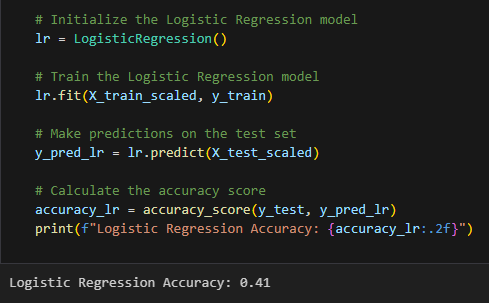 # Initialize the Logistic Regression model
lr = LogisticRegression()
# Train the Logistic Regression model
lr.fit(X_train_scaled, y_train)
# Make predictions on the test set
y_pred_lr = lr.predict(X_test_scaled)
# Calculate the accuracy score
accuracy_lr = accuracy_score(y_test, y_pred_lr)
print(f"Logistic Regression Accuracy: {accuracy_lr:.2f}")
Logistic Regression Accuracy: 0.41